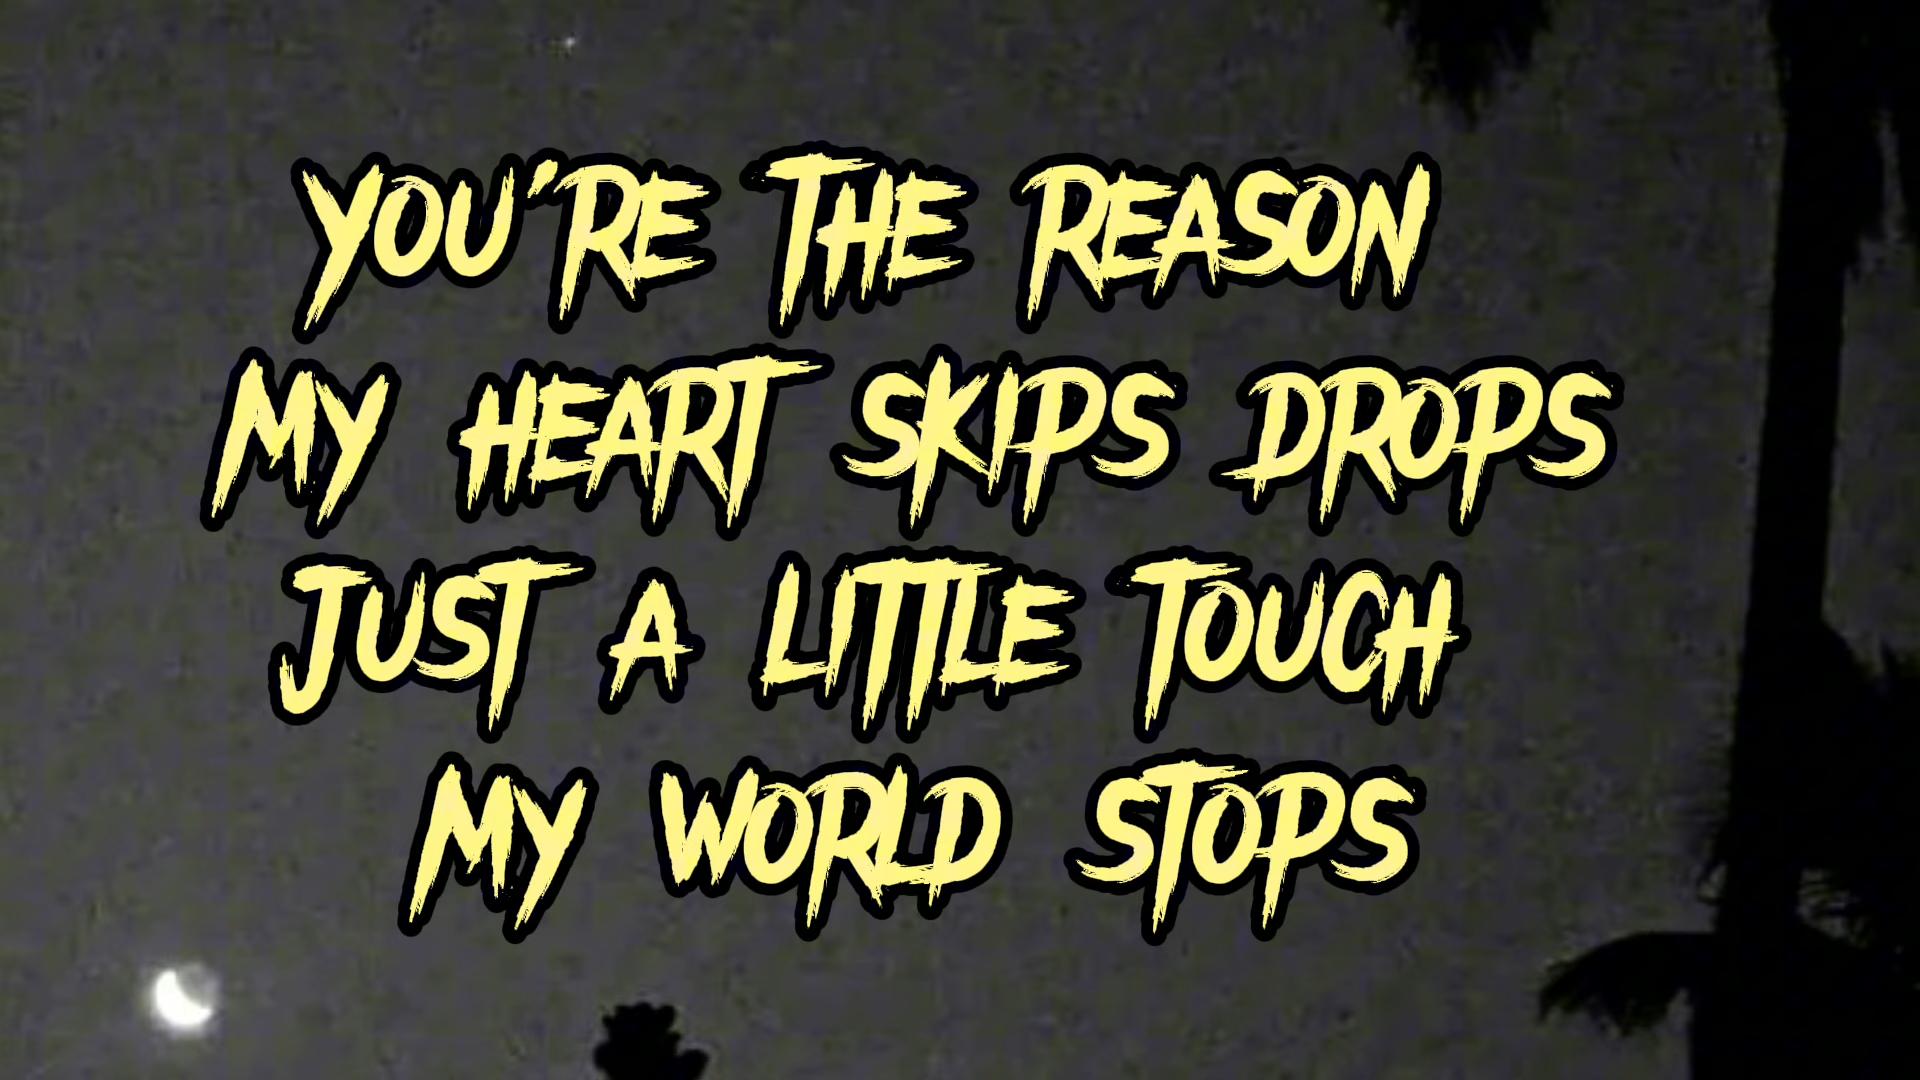 YOU'RE THE REASON
MY HEART SKIPS DROPS
JUST A LITTLE TOUCH
MY WORLD STOPS